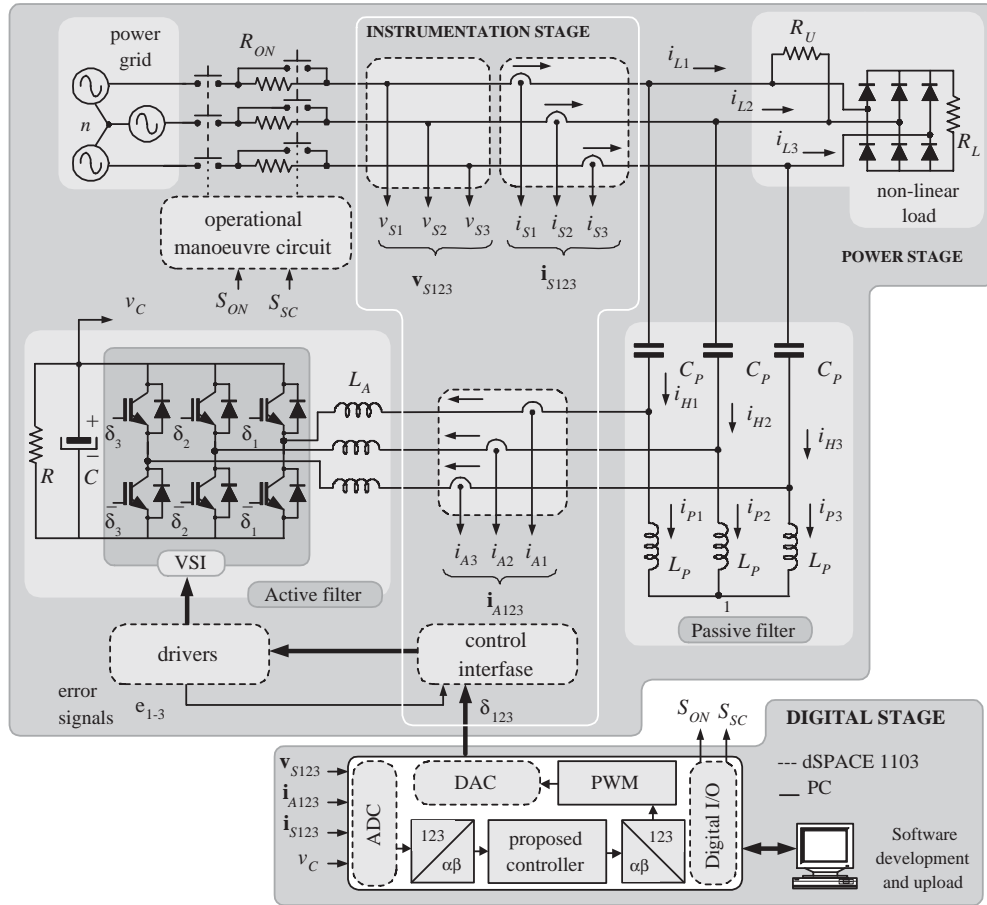 power
grid
n
R_ON
INSTRUMENTATION STAGE
R_U
i_L1
i_L2
i_L3
R_L
non-linear
load
POWER STAGE
operational
manoeuvre circuit
S_ON
S_SC
v_S1
v_S2
v_S3
v_S123
i_S1
i_S2
i_S3
i_S123
v_C
L_A
C_P
C_P
C_P
i_H1
i_H2
i_H3
i_P1
i_P2
i_P3
L_P
L_P
L_P
1
Passive filter
R
+
−
C
δ_3
δ_2
δ_1
δ̄_3
δ̄_2
δ̄_1
VSI
Active filter
i_A3
i_A2
i_A1
i_A123
drivers
control
interfase
error
signals
e_1-3
δ_123
S_ON
S_SC
DIGITAL STAGE
--- dSPACE 1103
__ PC
v_S123
i_A123
i_S123
v_C
ADC
DAC
PWM
123
αβ
proposed
controller
123
αβ
Digital I/O
Software
development
and upload